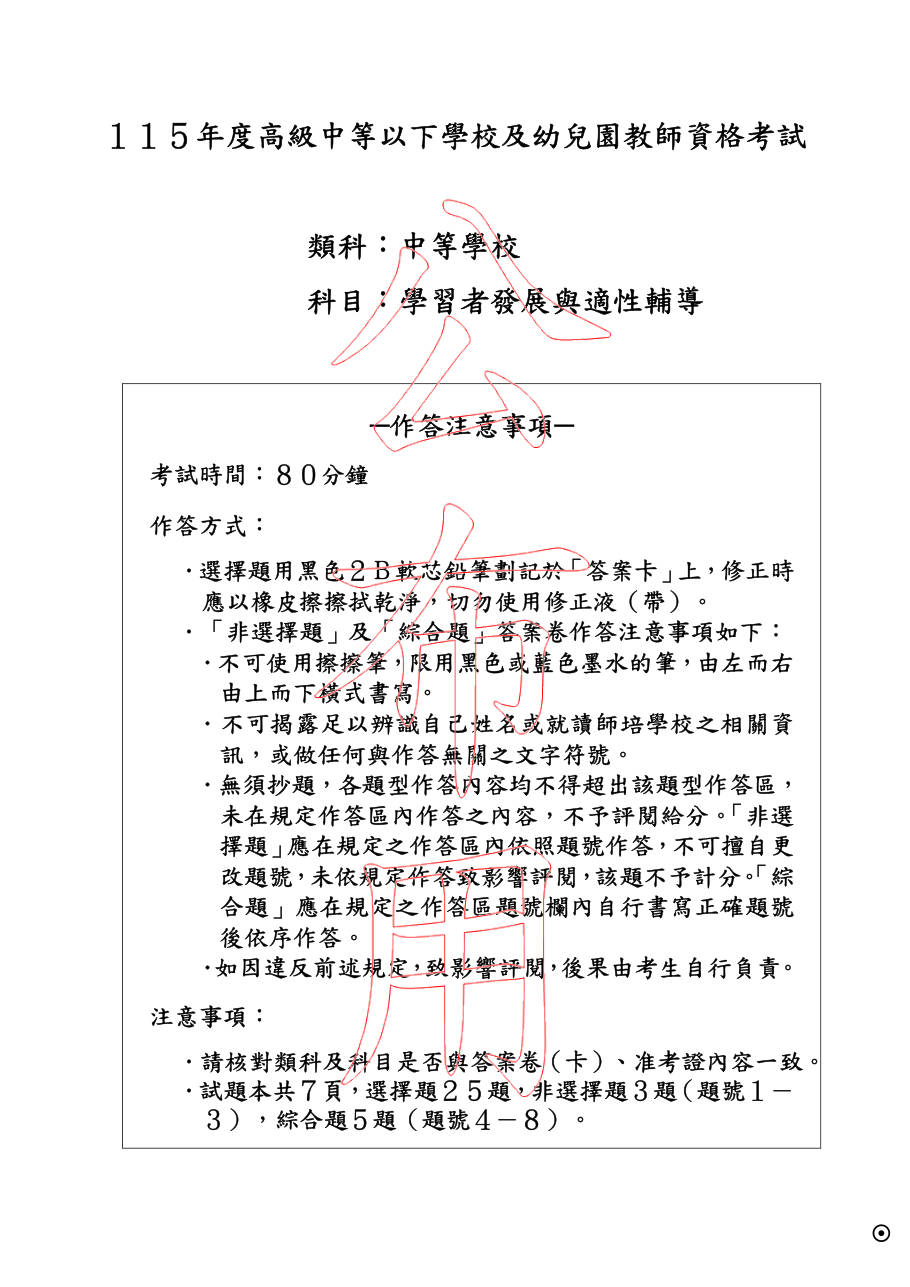 115年度高級中等以下學校及幼兒園教師資格考試
類科：中等學校
科目：學習者發展與適性輔導
─作答注意事項─
考試時間：80分鐘
作答方式：
．選擇題用黑色2B軟芯鉛筆劃記於「答案卡」上，修正時
應以橡皮擦擦拭乾淨，切勿使用修正液（帶）。
．「非選擇題」及「綜合題」答案卷作答注意事項如下：
．不可使用擦擦筆，限用黑色或藍色墨水的筆，由左而右
由上而下橫式書寫。
．不可揭露足以辨識自己姓名或就讀師培學校之相關資
訊，或做任何與作答無關之文字符號。
．無須抄題，各題型作答內容均不得超出該題型作答區，
未在規定作答區內作答之內容，不予評閱給分。「非選
擇題」應在規定之作答區內依照題號作答，不可擅自更
改題號，未依規定作答致影響評閱，該題不予計分。「綜
合題」應在規定之作答區題號欄內自行書寫正確題號
後依序作答。
．如因違反前述規定，致影響評閱，後果由考生自行負責。
注意事項：
．請核對類科及科目是否與答案卷（卡）、准考證內容一致。
．試題本共7頁，選擇題25題，非選擇題3題（題號1－
3），綜合題5題（題號4－8）。
公布用